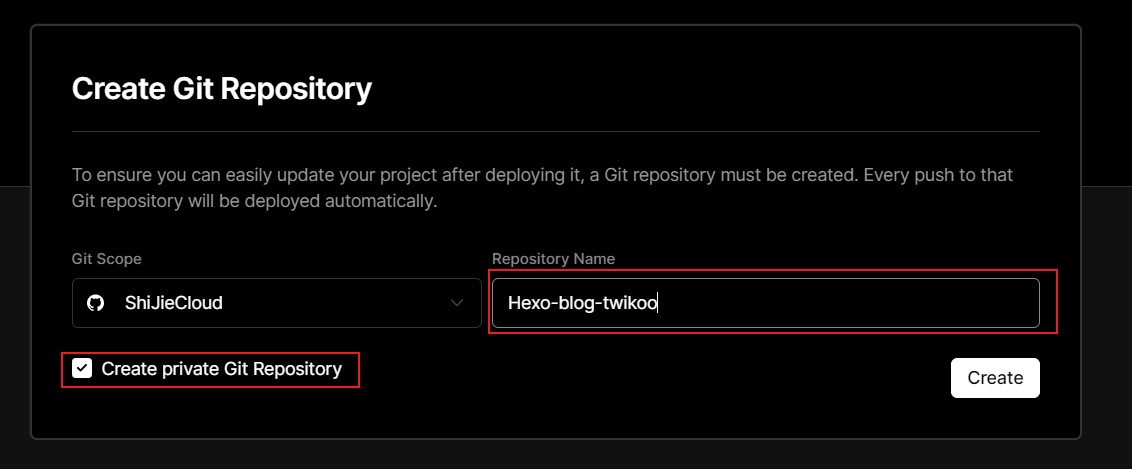 Create Git Repository
To ensure you can easily update your project after deploying it, a Git repository must be created. Every push to that
Git repository will be deployed automatically.
Git Scope
Repository Name
ShiJieCloud
Hexo-blog-twikoo
Create private Git Repository
Create